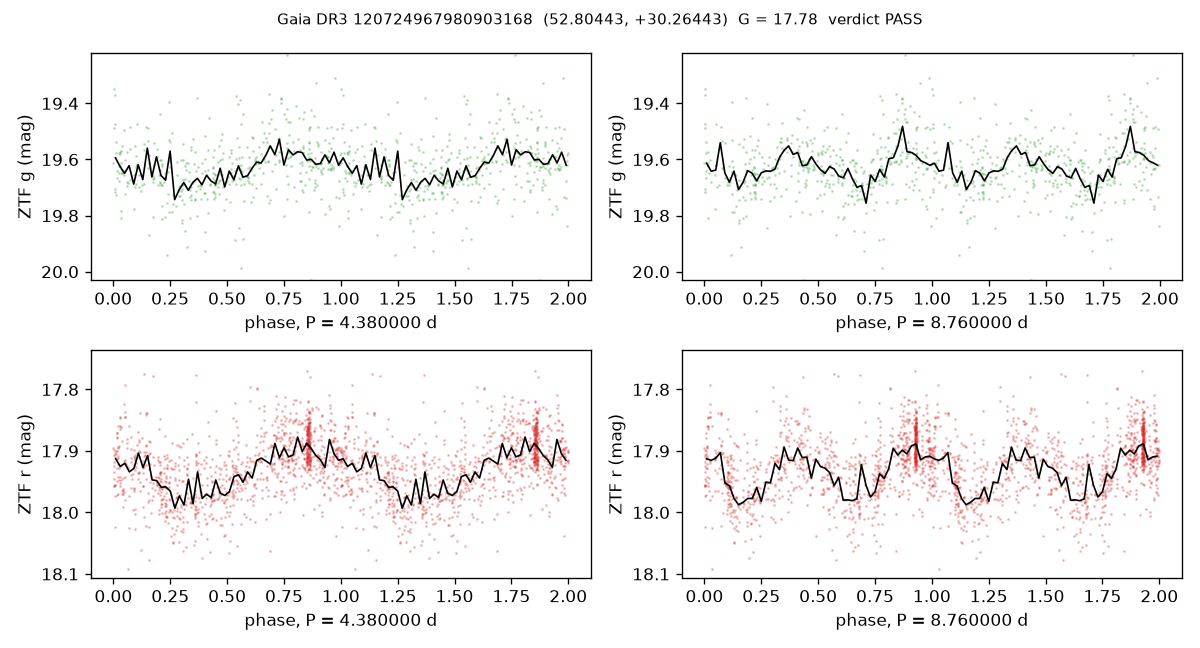 Gaia DR3 120724967980903168  (52.80443, +30.26443)  G = 17.78  verdict PASS
ZTF g (mag)
19.4
19.6
19.8
20.0
0.00 0.25 0.50 0.75 1.00 1.25 1.50 1.75 2.00
phase, P = 4.380000 d
ZTF g (mag)
19.4
19.6
19.8
20.0
0.00 0.25 0.50 0.75 1.00 1.25 1.50 1.75 2.00
phase, P = 8.760000 d
ZTF r (mag)
17.8
17.9
18.0
18.1
0.00 0.25 0.50 0.75 1.00 1.25 1.50 1.75 2.00
phase, P = 4.380000 d
ZTF r (mag)
17.8
17.9
18.0
18.1
0.00 0.25 0.50 0.75 1.00 1.25 1.50 1.75 2.00
phase, P = 8.760000 d